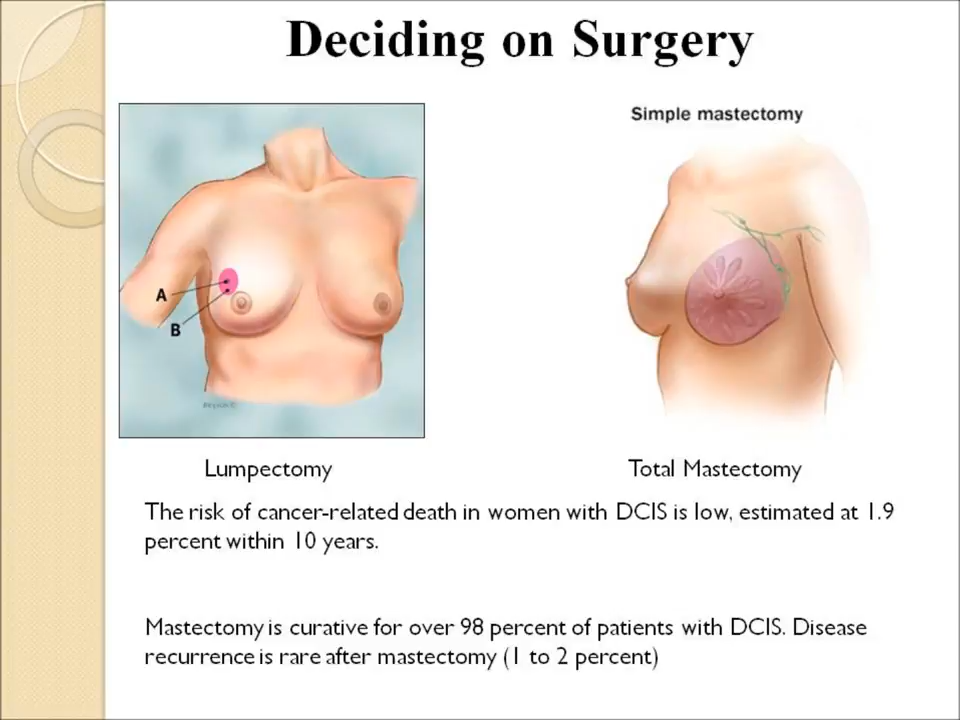 Deciding on Surgery
Simple mastectomy
A
B
Lumpectomy
Total Mastectomy
The risk of cancer-related death in women with DCIS is low, estimated at 1.9
percent within 10 years.
Mastectomy is curative for over 98 percent of patients with DCIS. Disease
recurrence is rare after mastectomy (1 to 2 percent)